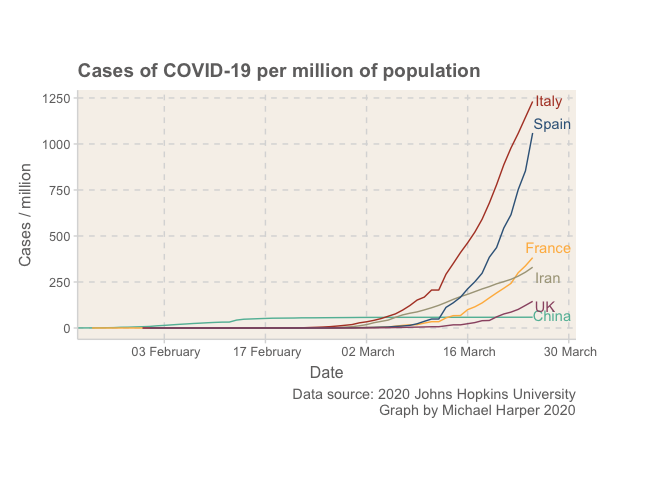 Cases of COVID-19 per million of population
1250
1000
750
500
250
0
Cases / million
Italy
Spain
France
Iran
UK
China
03 February
17 February
02 March
16 March
30 March
Date
Data source: 2020 Johns Hopkins University
Graph by Michael Harper 2020